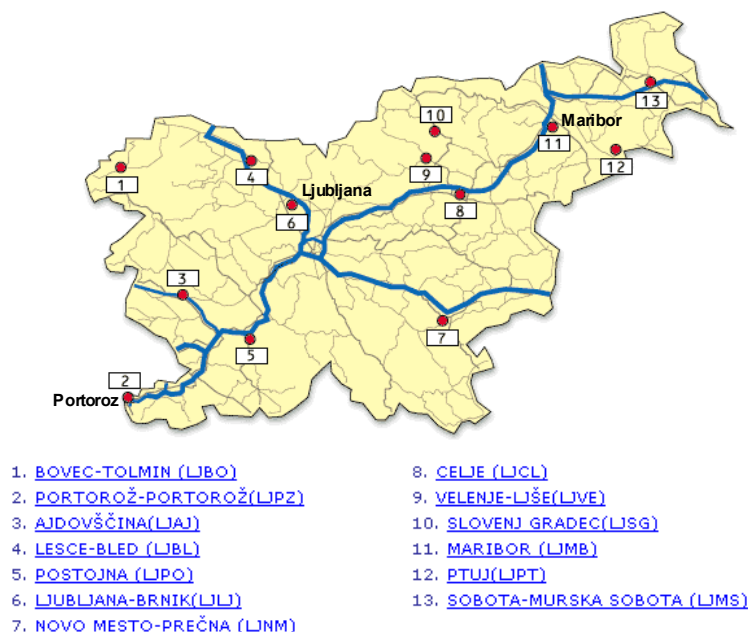 13
10
Maribor
11
12
1
4
9
Ljubljana
8
6
3
7
5
2
Portoroz
1. BOVEC-TOLMIN (LJBO)
2. PORTOROŽ-PORTOROŽ(LJPZ)
3. AJDOVŠČINA(LJAJ)
4. LESCE-BLED (LJBL)
5. POSTOJNA (LJPO)
6. LJUBLJANA-BRNIK(LJLJ)
7. NOVO MESTO-PREČNA (LJNM)
8. CELJE (LJCL)
9. VELENJE-LJŠE(LJVE)
10. SLOVENJ GRADEC(LJSG)
11. MARIBOR (LJMB)
12. PTUJ(LJPT)
13. SOBOTA-MURSKA SOBOTA (LJMS)